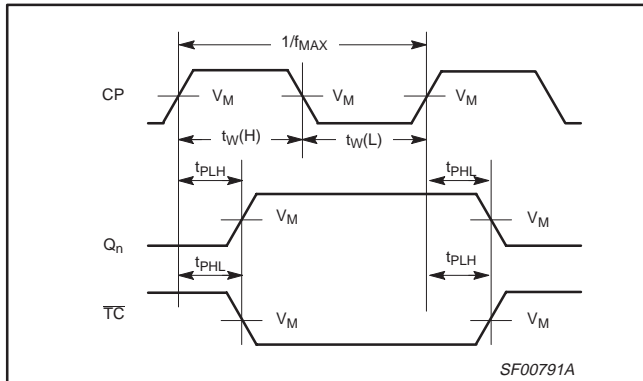 1/fMAX
CP
VM VM VM
tW(H) tW(L)
tPLH tPHL
Qn VM VM
tPHL tPLH
TC VM VM
SF00791A